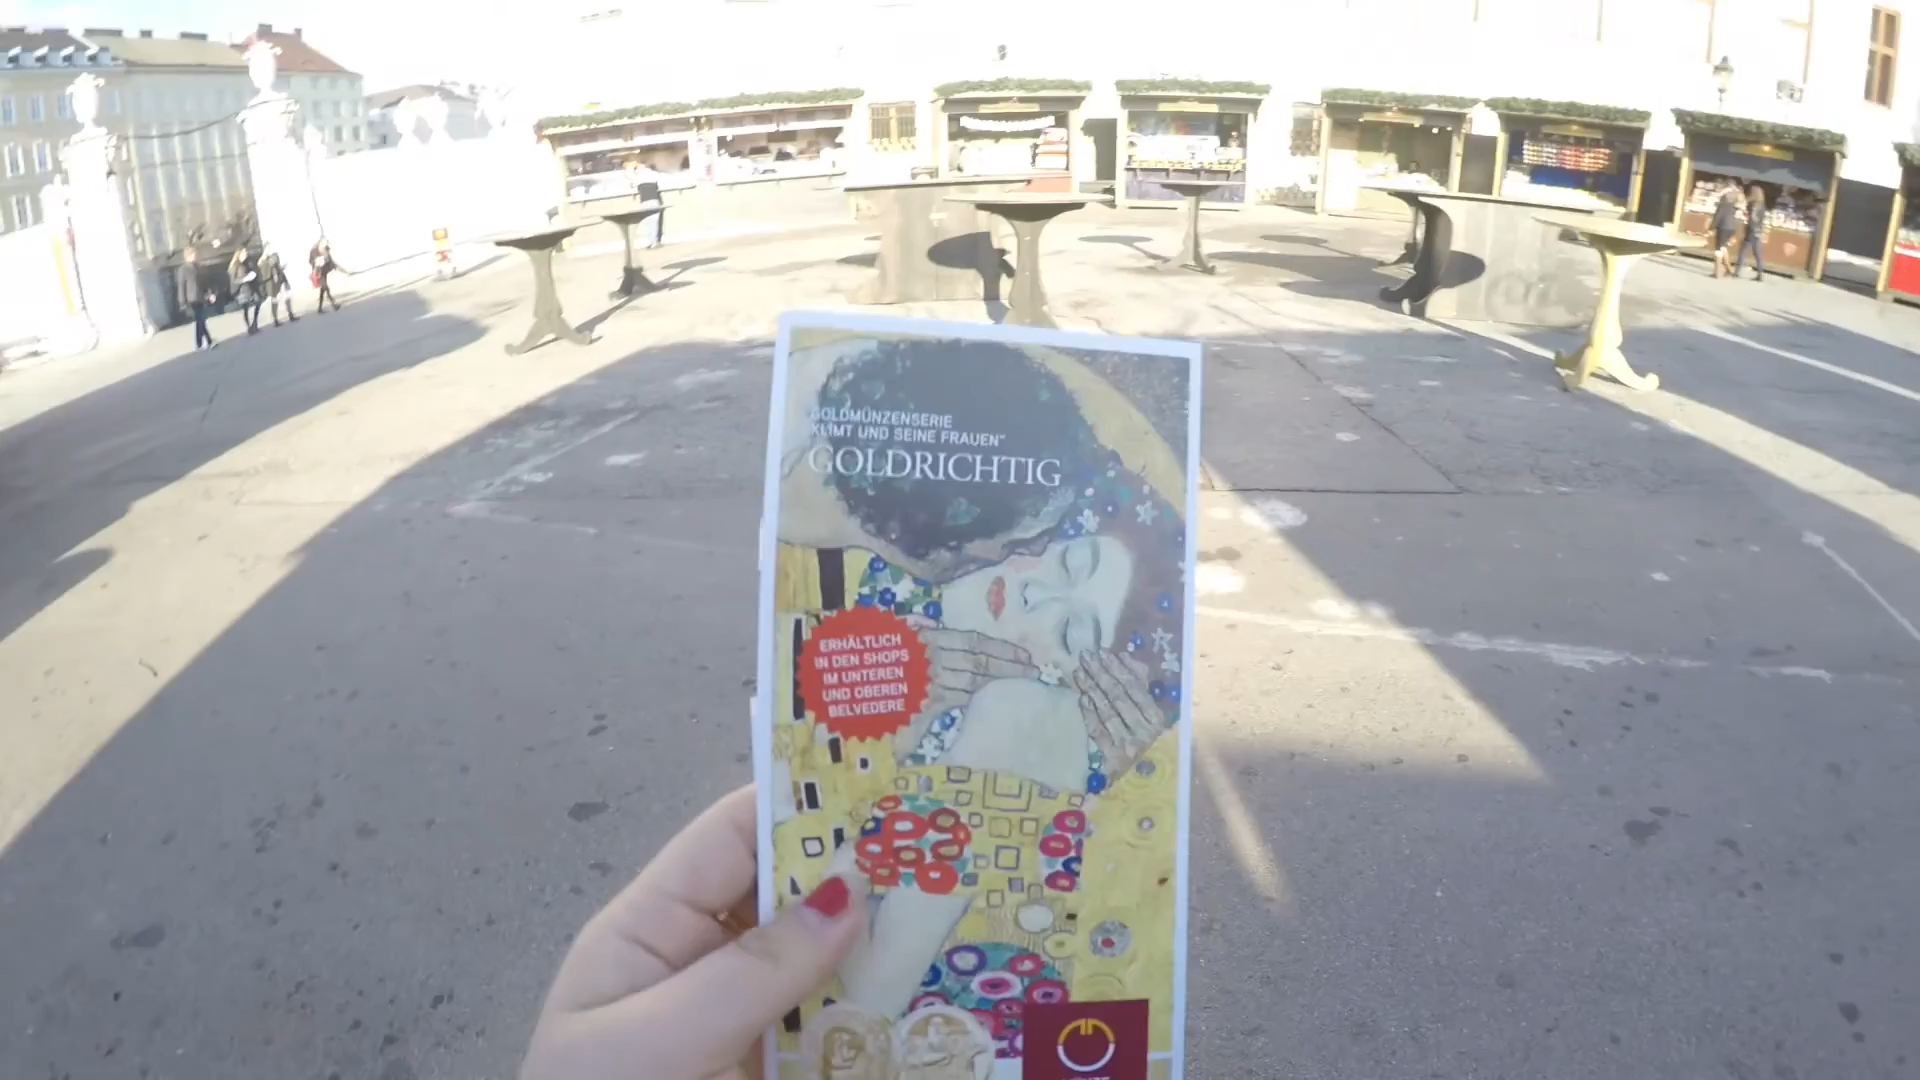 GOLDMÜNZENSERIE
KLIMT UND SEINE FRAUEN"
GOLDRICHTIG
ERHÄLTLICH
IN DEN SHOPS
IM UNTEREN
UND OBEREN
BELVEDERE